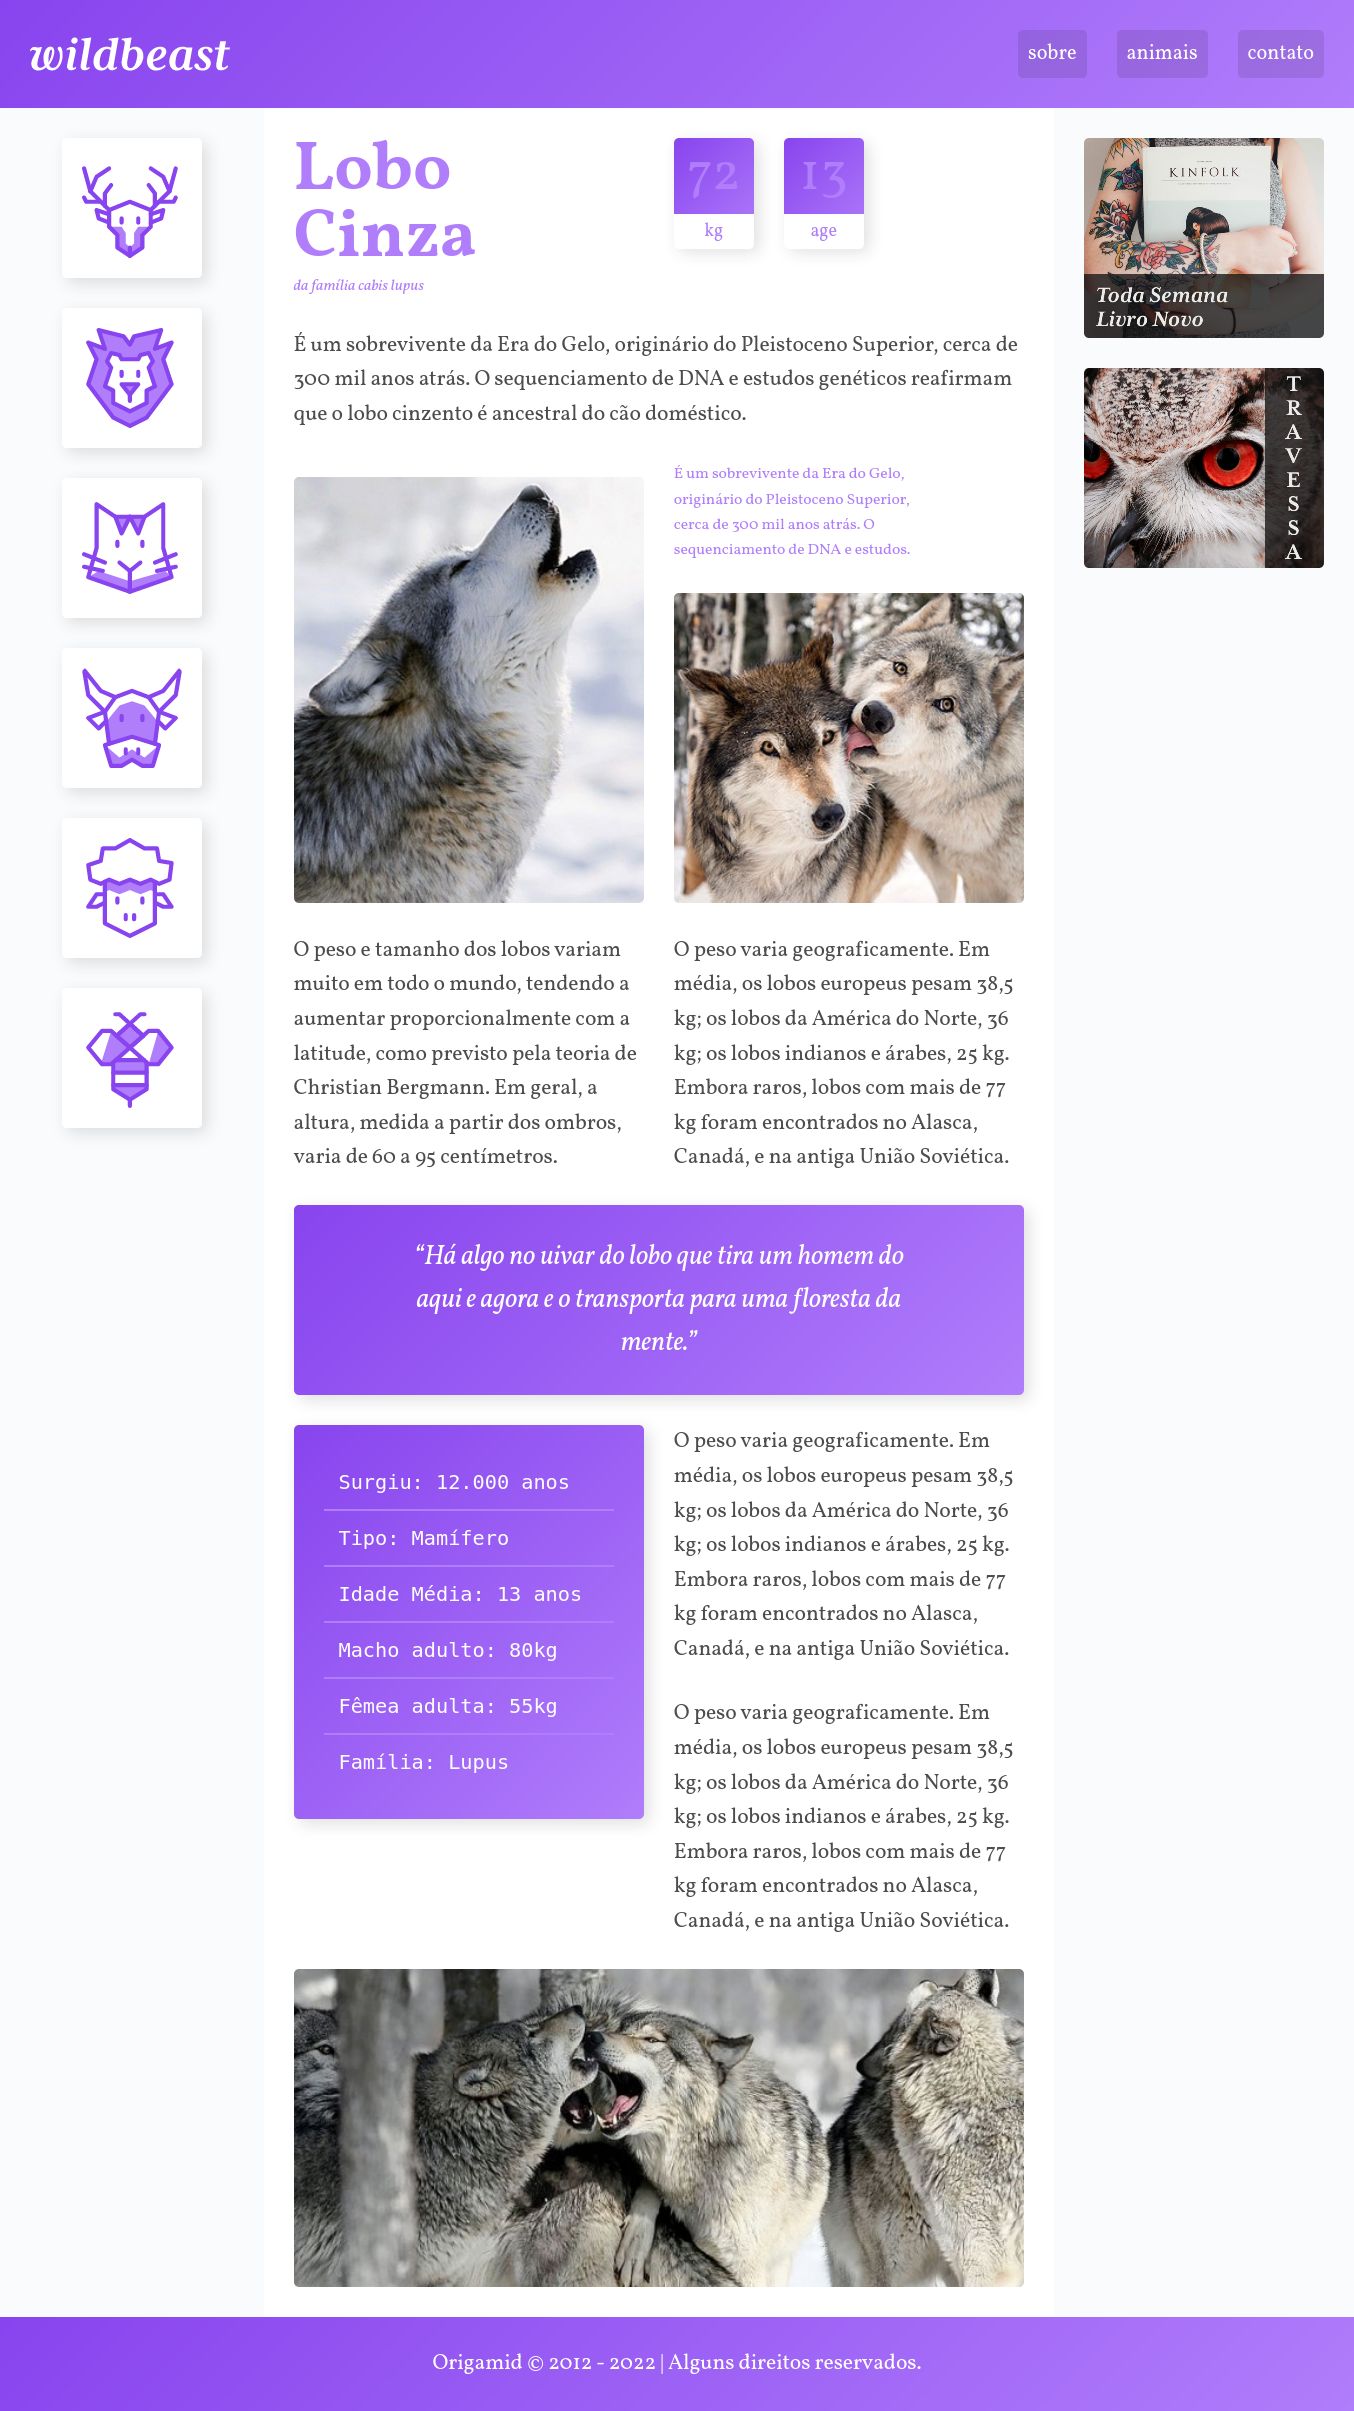 wildbeast
sobre
animais
contato
Lobo
Cinza
da família cabis lupus
72
kg
13
age
É um sobrevivente da Era do Gelo, originário do Pleistoceno Superior, cerca de
300 mil anos atrás. O sequenciamento de DNA e estudos genéticos reafirmam
que o lobo cinzento é ancestral do cão doméstico.
É um sobrevivente da Era do Gelo,
originário do Pleistoceno Superior,
cerca de 300 mil anos atrás. O
sequenciamento de DNA e estudos.
O peso e tamanho dos lobos variam
muito em todo o mundo, tendendo a
aumentar proporcionalmente com a
latitude, como previsto pela teoria de
Christian Bergmann. Em geral, a
altura, medida a partir dos ombros,
varia de 60 a 95 centímetros.
O peso varia geograficamente. Em
média, os lobos europeus pesam 38,5
kg; os lobos da América do Norte, 36
kg; os lobos indianos e árabes, 25 kg.
Embora raros, lobos com mais de 77
kg foram encontrados no Alasca,
Canadá, e na antiga União Soviética.
“Há algo no uivar do lobo que tira um homem do
aqui e agora e o transporta para uma floresta da
mente.”
Surgiu: 12.000 anos
Tipo: Mamífero
Idade Média: 13 anos
Macho adulto: 80kg
Fêmea adulta: 55kg
Família: Lupus
O peso varia geograficamente. Em
média, os lobos europeus pesam 38,5
kg; os lobos da América do Norte, 36
kg; os lobos indianos e árabes, 25 kg.
Embora raros, lobos com mais de 77
kg foram encontrados no Alasca,
Canadá, e na antiga União Soviética.
O peso varia geograficamente. Em
média, os lobos europeus pesam 38,5
kg; os lobos da América do Norte, 36
kg; os lobos indianos e árabes, 25 kg.
Embora raros, lobos com mais de 77
kg foram encontrados no Alasca,
Canadá, e na antiga União Soviética.
KINFOLK
Toda Semana
Livro Novo
TRAVESSA
Origamid © 2012 - 2022 | Alguns direitos reservados.